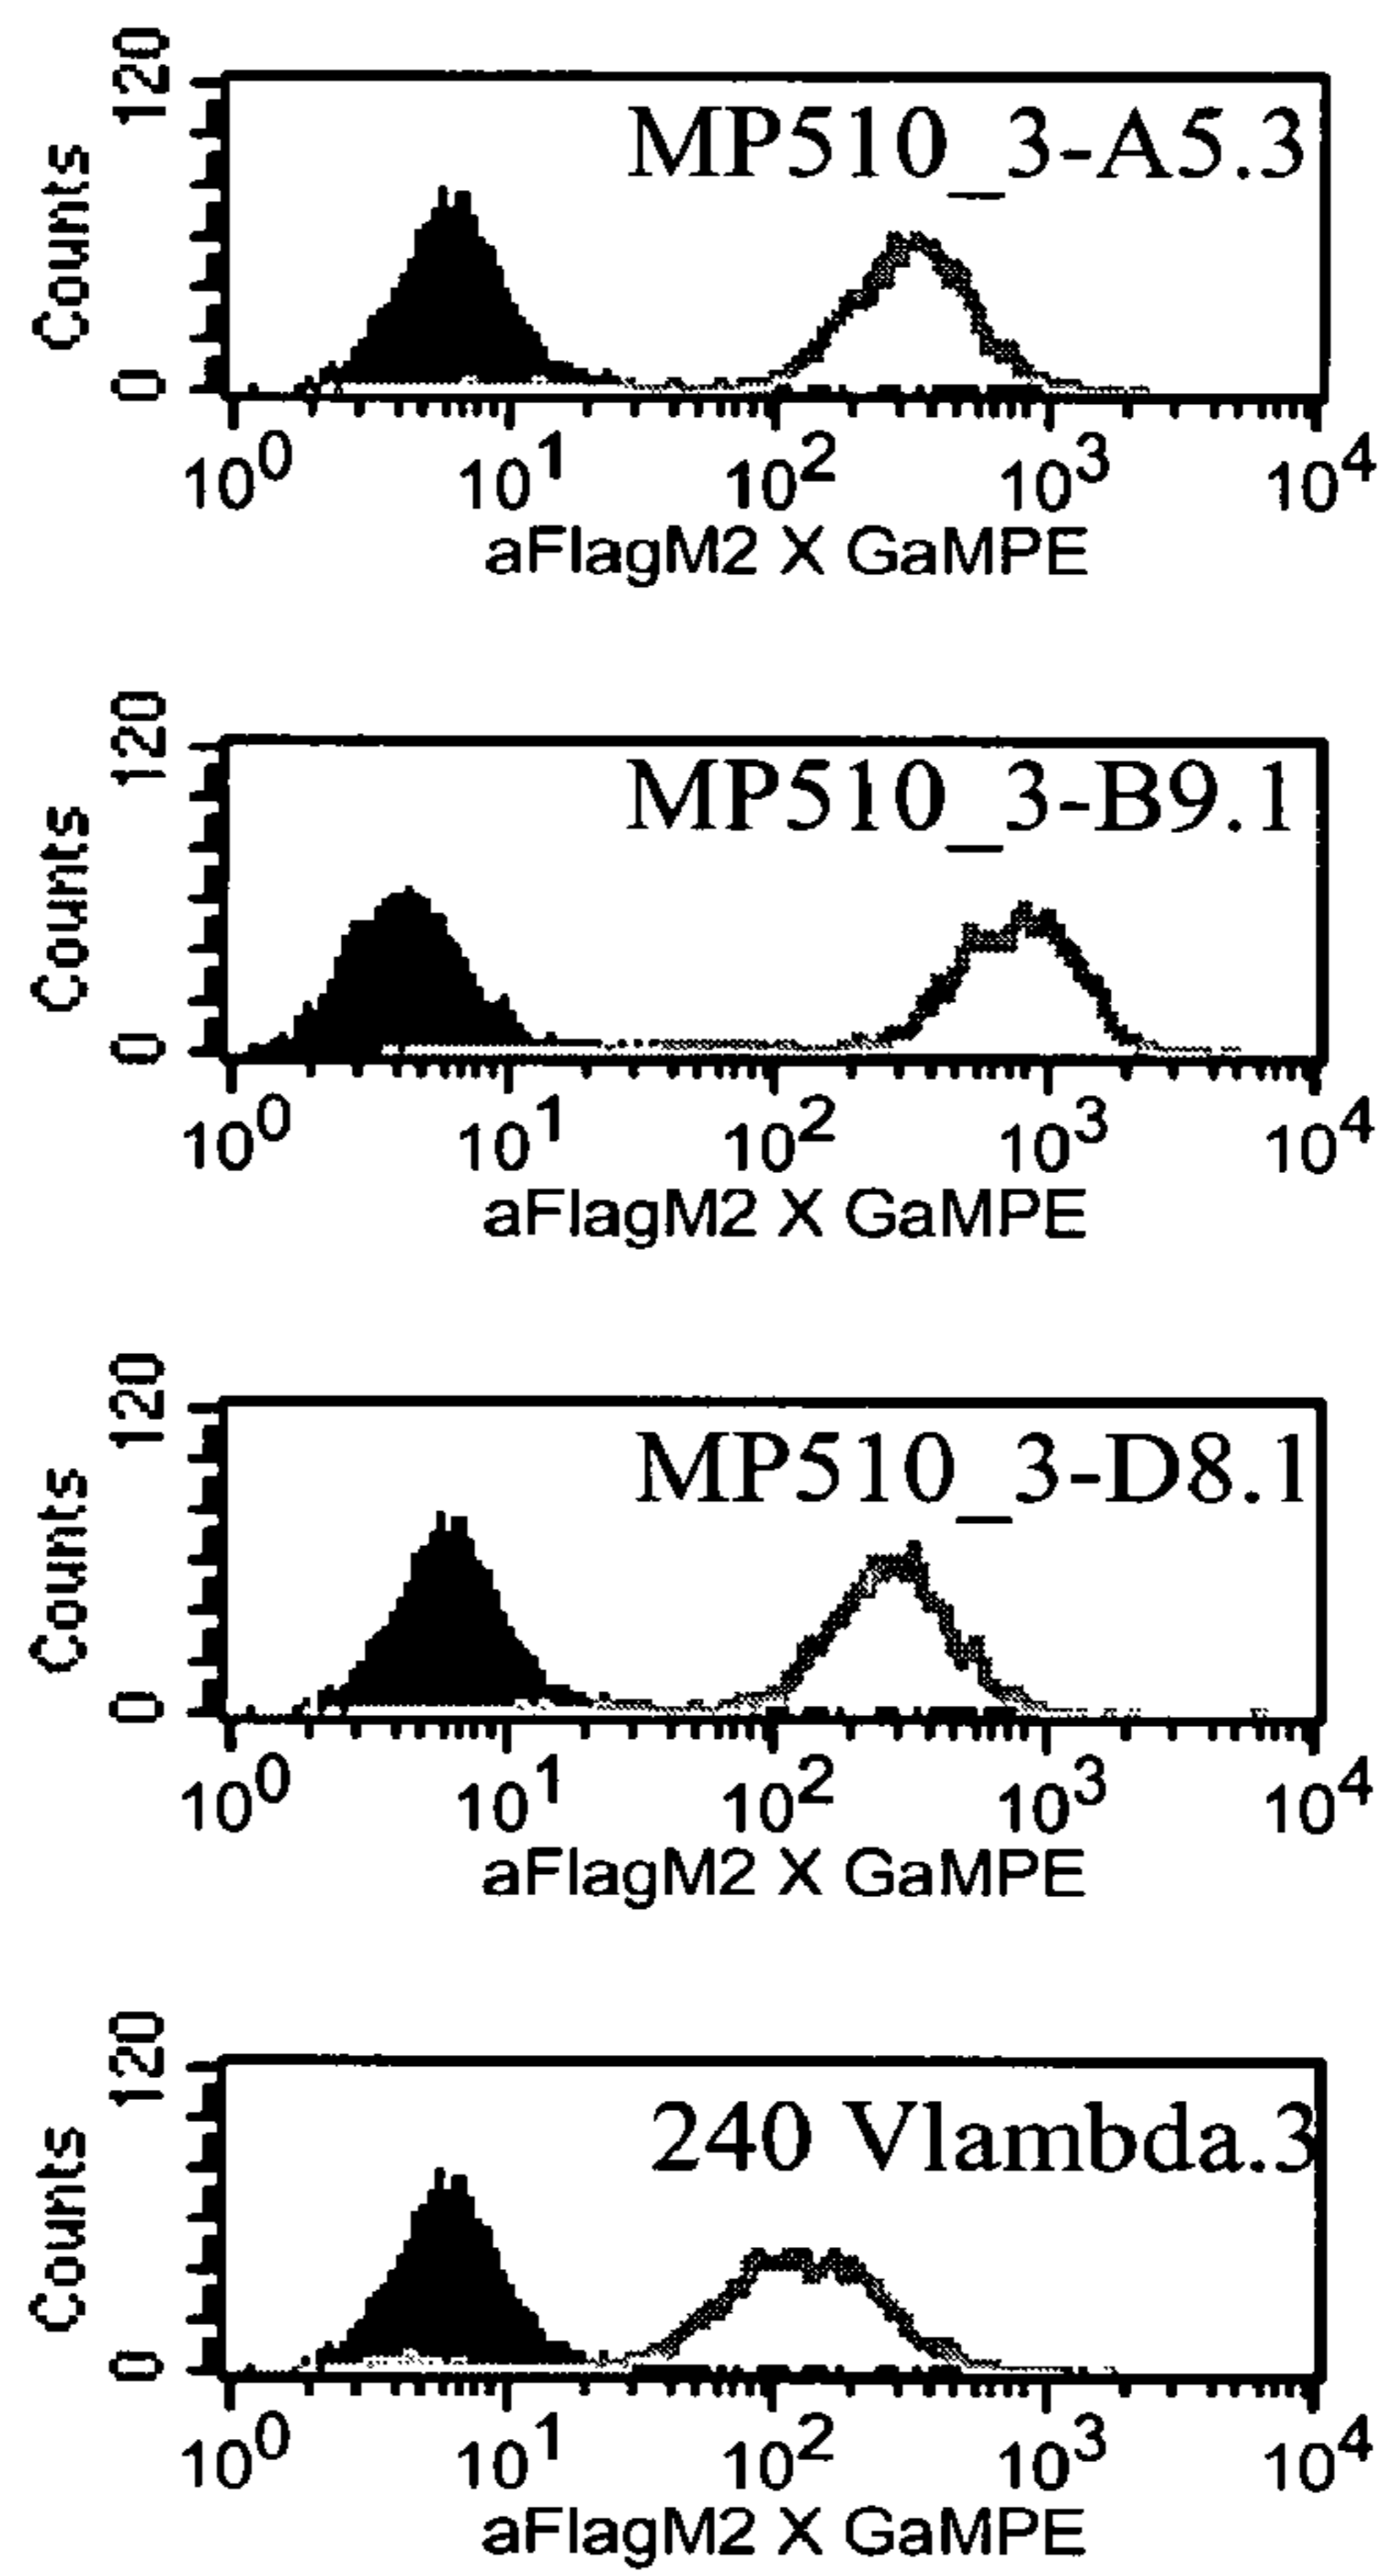 120
MP510_3-A5.3
Counts
0
10^0 10^1 10^2 10^3 10^4
aFlagM2 X GaMPE
120
MP510_3-B9.1
Counts
0
10^0 10^1 10^2 10^3 10^4
aFlagM2 X GaMPE
120
MP510_3-D8.1
Counts
0
10^0 10^1 10^2 10^3 10^4
aFlagM2 X GaMPE
120
240 Vlambda.3
Counts
0
10^0 10^1 10^2 10^3 10^4
aFlagM2 X GaMPE